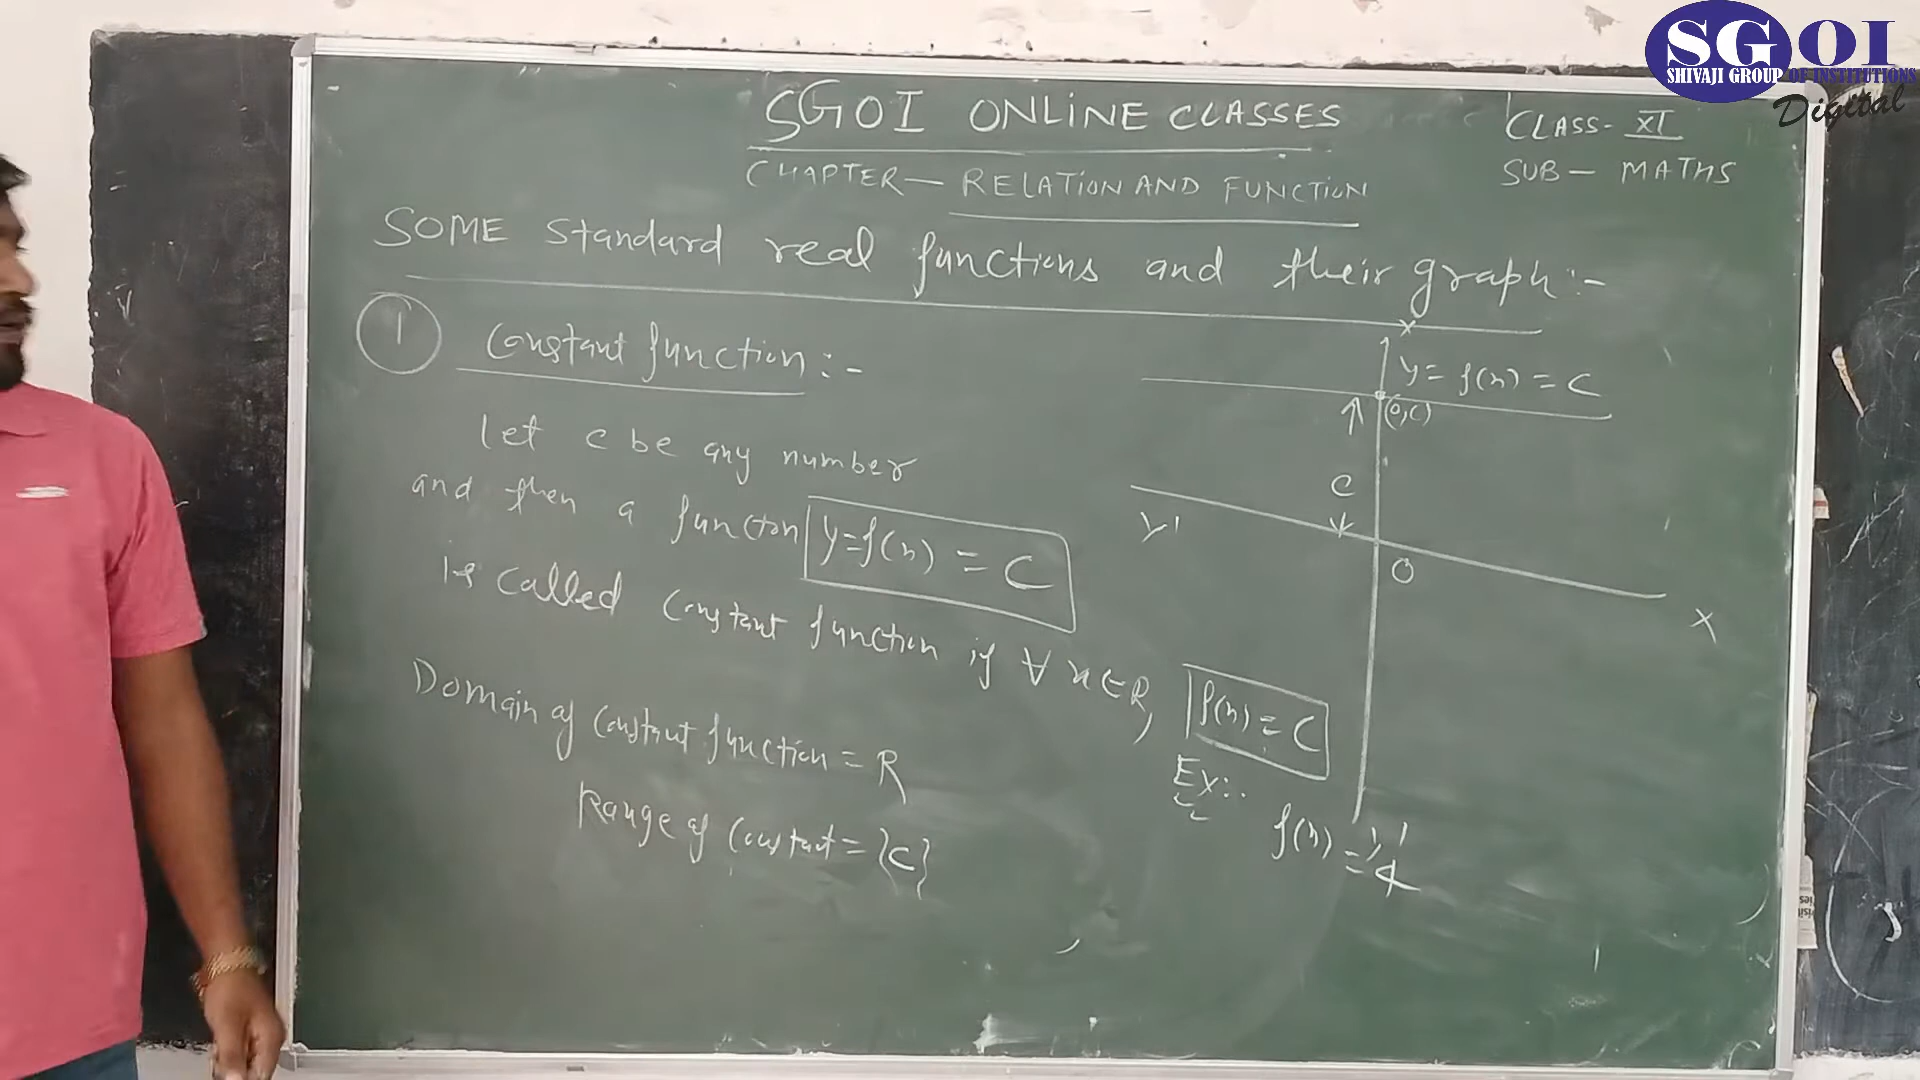 SGOI
SHIVAJI GROUP OF INSTITUTIONS
Digital
SGOI ONLINE CLASSES
CLASS- XI
SUB- MATHS
CHAPTER- RELATION AND FUNCTION
SOME Standard real functions and their graph:-
1 Constant function:-
Let c be any number
and then a functon y=f(x) = C
is called Constant function if ∀ x∈R, f(x) = C
Domain of Constant function = R
Range of Constant = {C}
y = f(x) = C
(0,c)
C
O
X
Ex:-
f(x) = 4